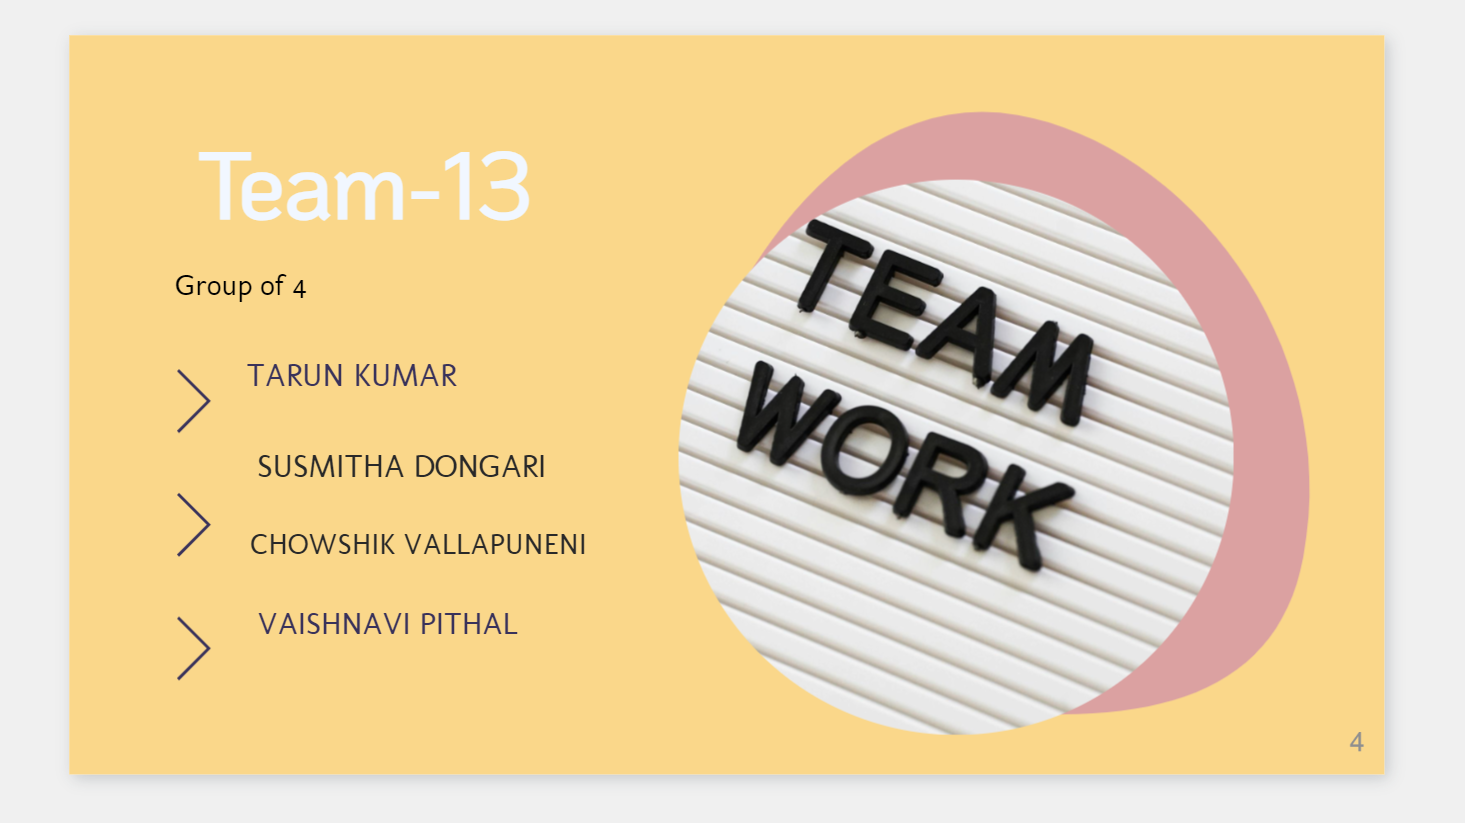 Team-13
Group of 4
TARUN KUMAR
SUSMITHA DONGARI
CHOWSHIK VALLAPUNENI
VAISHNAVI PITHAL
TEAM
WORK
4